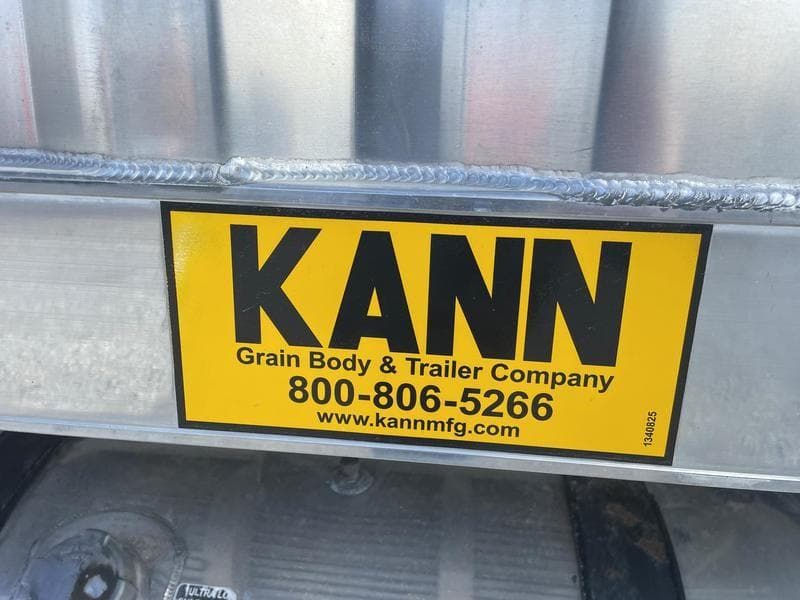 KANN
Grain Body & Trailer Company
800-806-5266
www.kannmfg.com
1340825